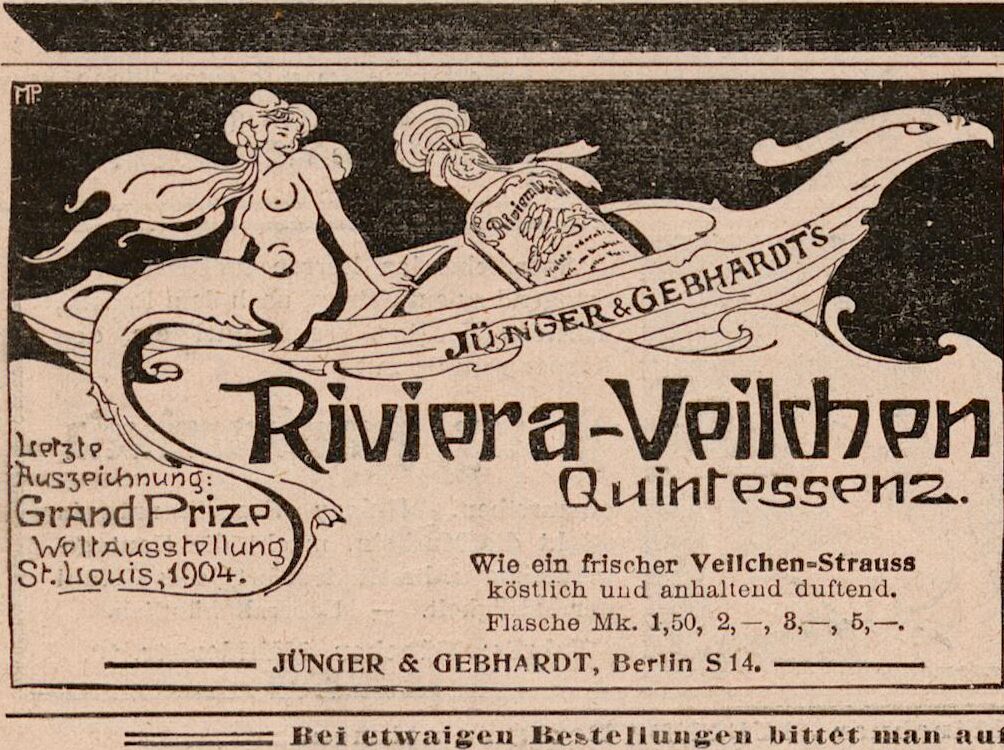 MP.
Riviera
JÜNGER & GEBHARDT'S
Riviera-Veilchen
Quintessenz.
Letzte
Auszeichnung:
Grand Prize
Weltausstellung
St. Louis, 1904.
Wie ein frischer Veilchen-Strauss
köstlich und anhaltend duftend.
Flasche Mk. 1,50, 2,—, 3,—, 5,—.
JÜNGER & GEBHARDT, Berlin S 14.
Bei etwaigen Bestellungen bittet man au